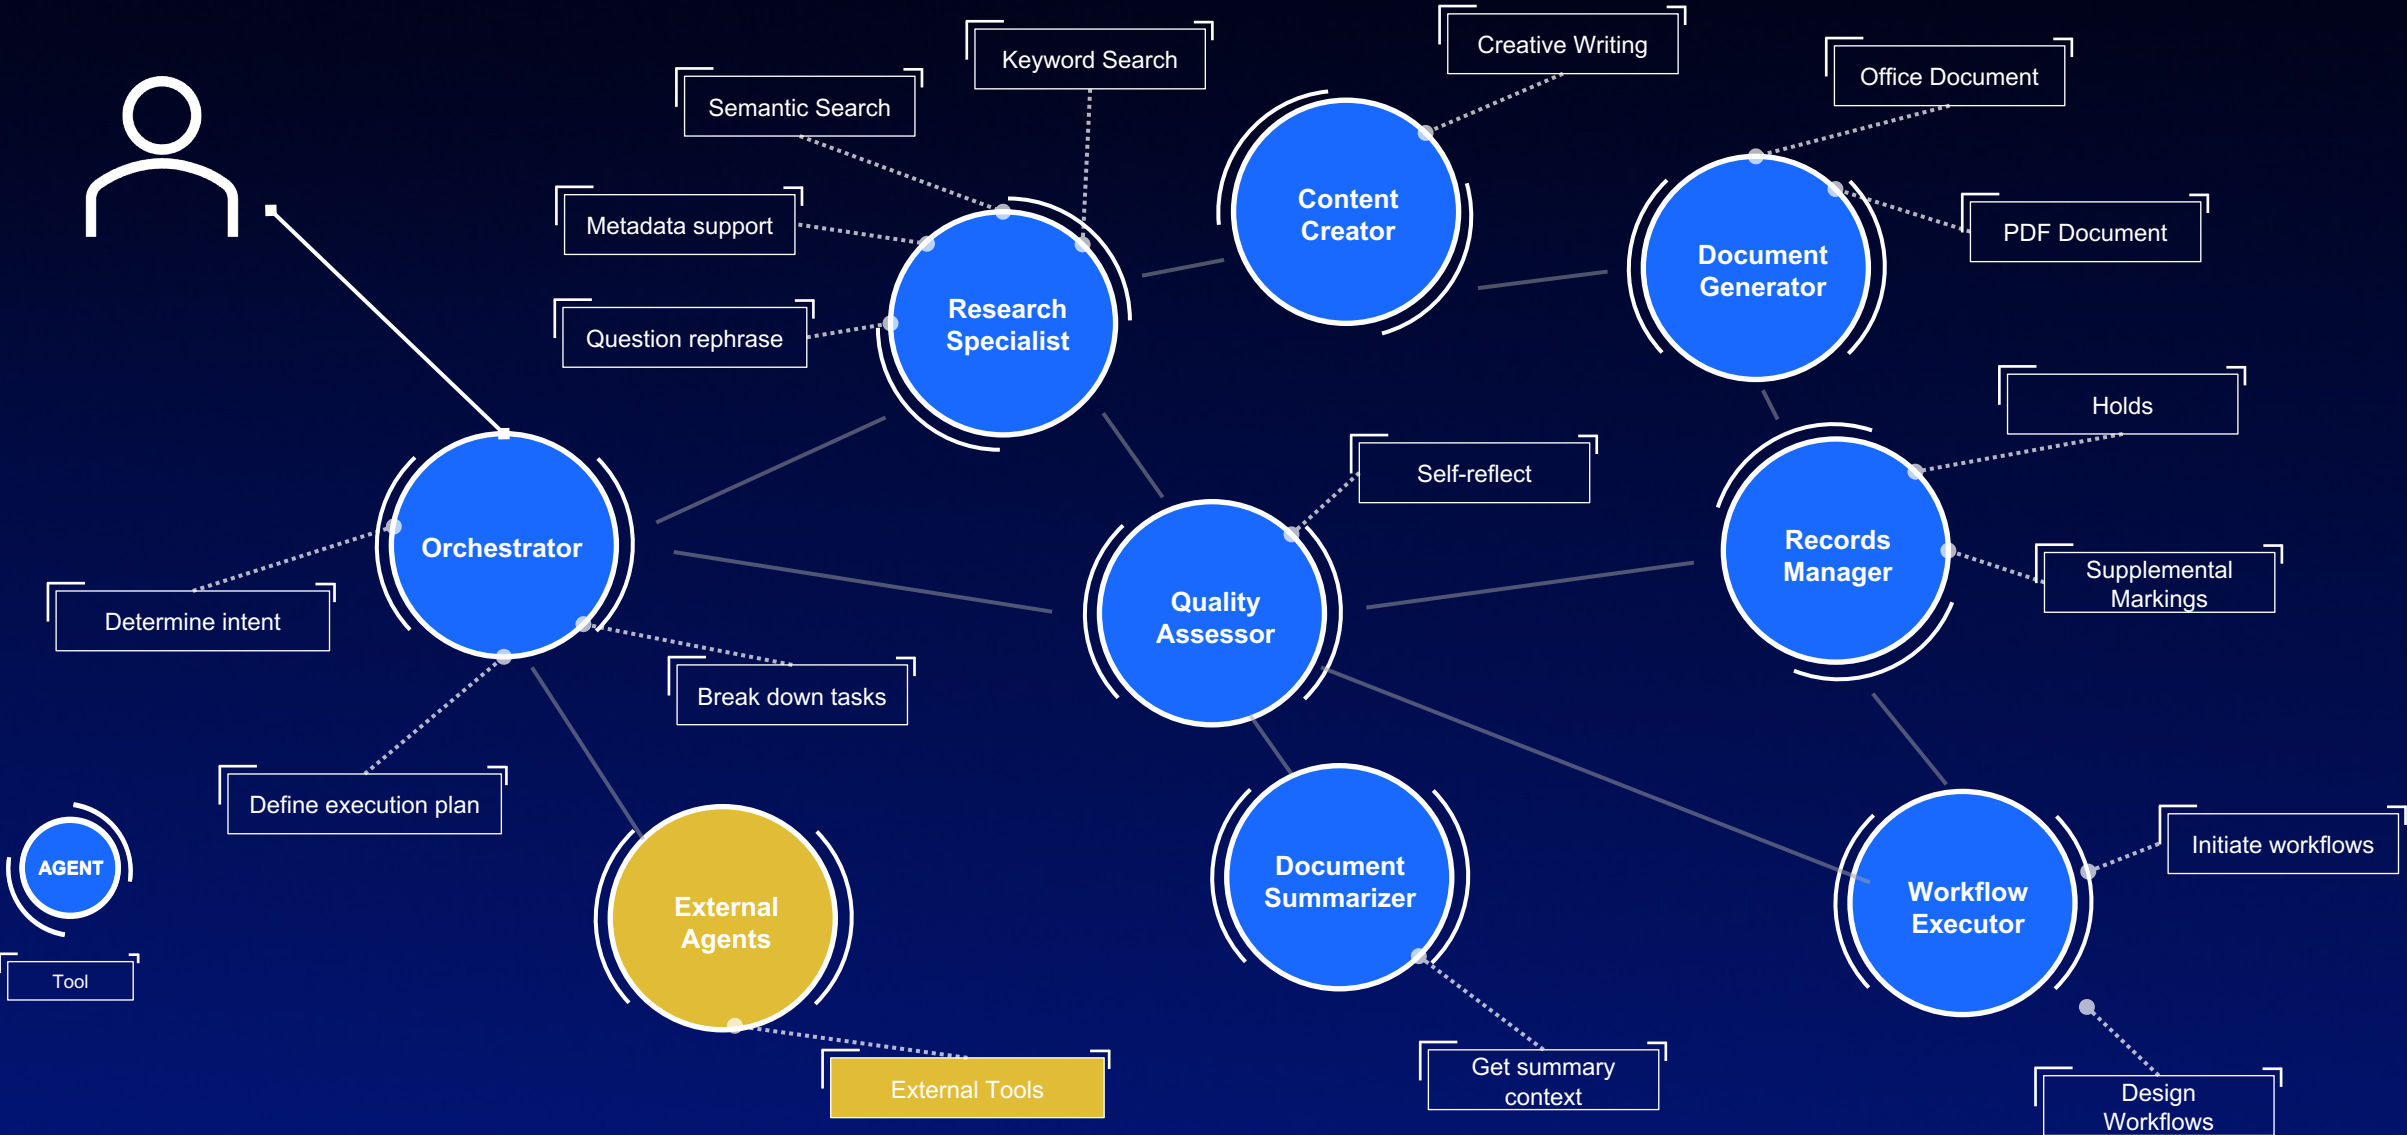 Creative Writing
Keyword Search
Office Document
Semantic Search
Content
Creator
Metadata support
PDF Document
Document
Generator
Research
Specialist
Question rephrase
Holds
Self-reflect
Orchestrator
Records
Manager
Supplemental
Markings
Quality
Assessor
Determine intent
Break down tasks
Define execution plan
Initiate workflows
AGENT
Document
Summarizer
External
Agents
Workflow
Executor
Tool
Get summary
context
External Tools
Design
Workflows